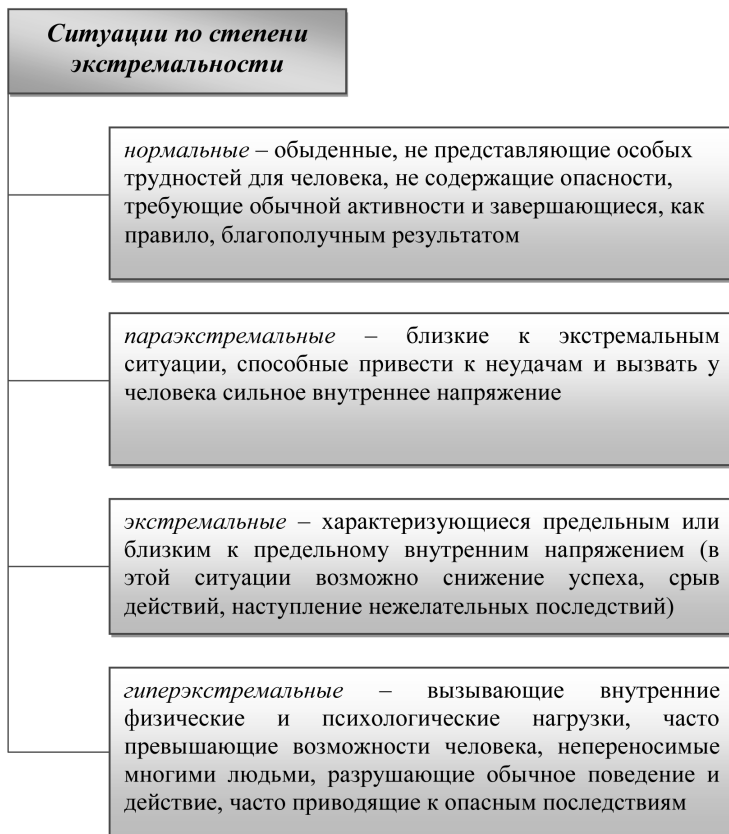 Ситуации по степени
экстремальности
нормальные – обыденные, не представляющие особых
трудностей для человека, не содержащие опасности,
требующие обычной активности и завершающиеся, как
правило, благополучным результатом
параэкстремальные – близкие к экстремальным
ситуации, способные привести к неудачам и вызвать у
человека сильное внутреннее напряжение
экстремальные – характеризующиеся предельным или
близким к предельному внутренним напряжением (в
этой ситуации возможно снижение успеха, срыв
действий, наступление нежелательных последствий)
гиперэкстремальные – вызывающие внутренние
физические и психологические нагрузки, часто
превышающие возможности человека, непереносимые
многими людьми, разрушающие обычное поведение и
действие, часто приводящие к опасным последствиям